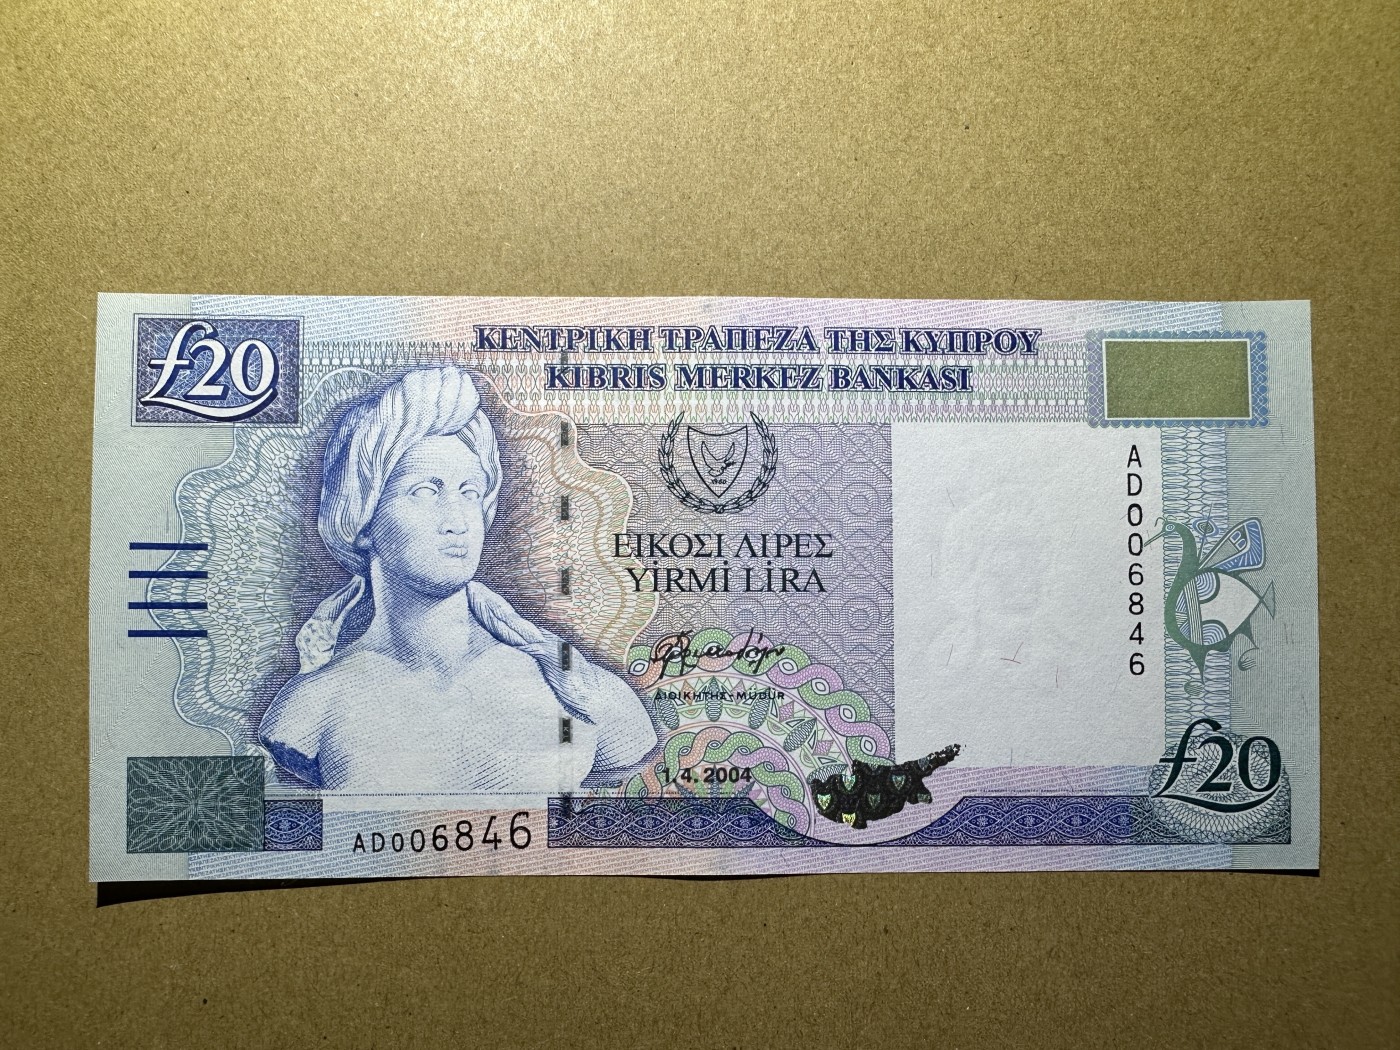 £20
ΚΕΝΤΡΙΚΗ ΤΡΑΠΕΖΑ ΤΗΣ ΚΥΠΡΟΥ
KIBRIS MERKEZ BANKASI
1960
ΕΙΚΟΣΙ ΛΙΡΕΣ
YİRMİ LİRA
ΔΙΟΙΚΗΤΗΣ-MÜDÜR
1.4.2004
AD006846
AD006846
£20